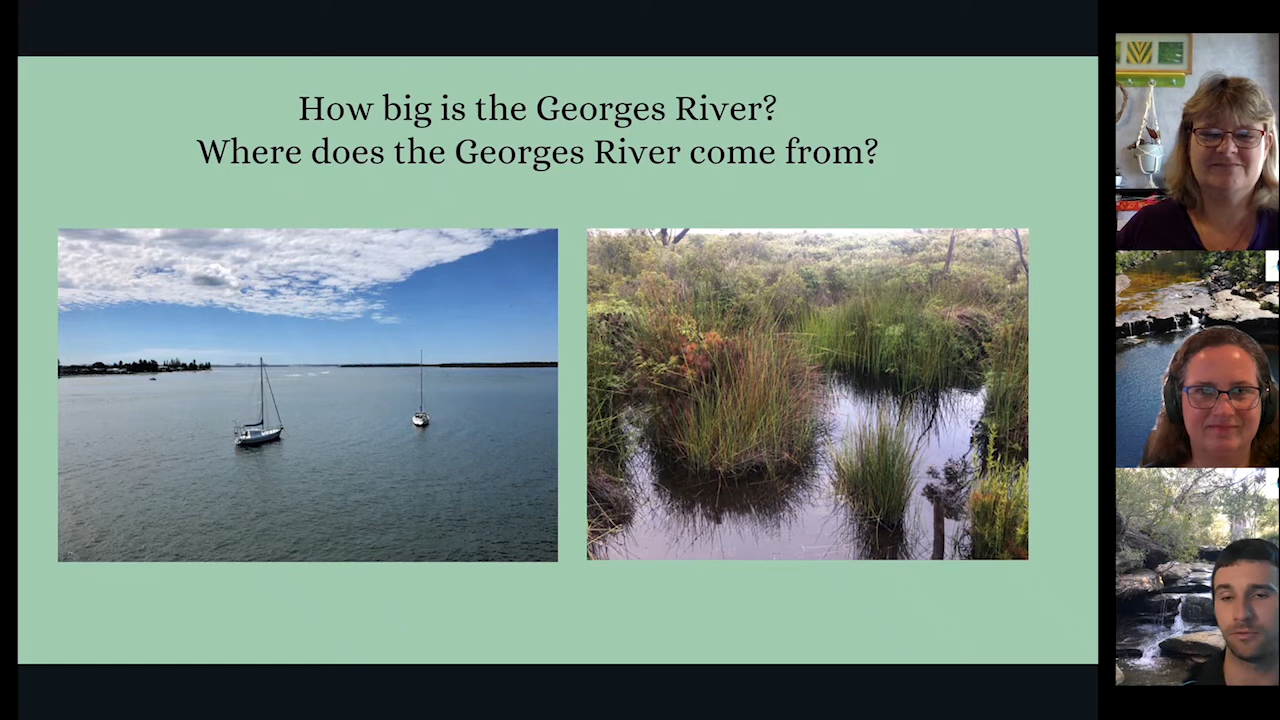 How big is the Georges River?
Where does the Georges River come from?